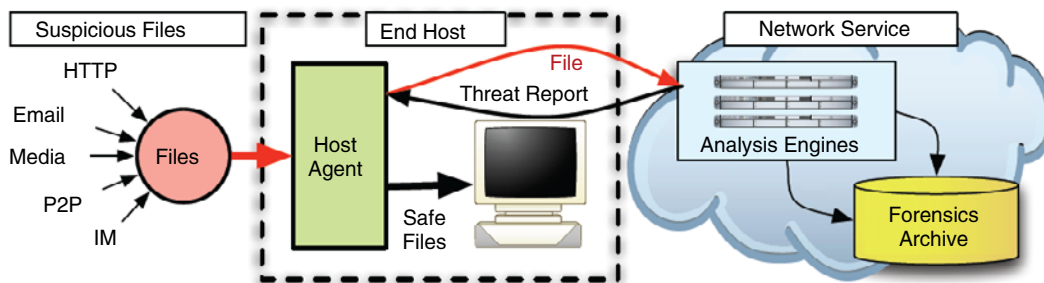 Suspicious Files
HTTP
Email
Media
P2P
IM
Files
End Host
Host
Agent
File
Threat Report
Safe
Files
Network Service
Analysis Engines
Forensics
Archive